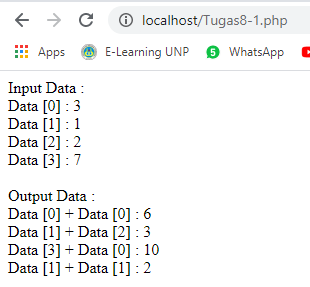 localhost/Tugas8-1.php
Apps E-Learning UNP 5 WhatsApp
Input Data :
Data [0] : 3
Data [1] : 1
Data [2] : 2
Data [3] : 7
Output Data :
Data [0] + Data [0] : 6
Data [1] + Data [2] : 3
Data [3] + Data [0] : 10
Data [1] + Data [1] : 2